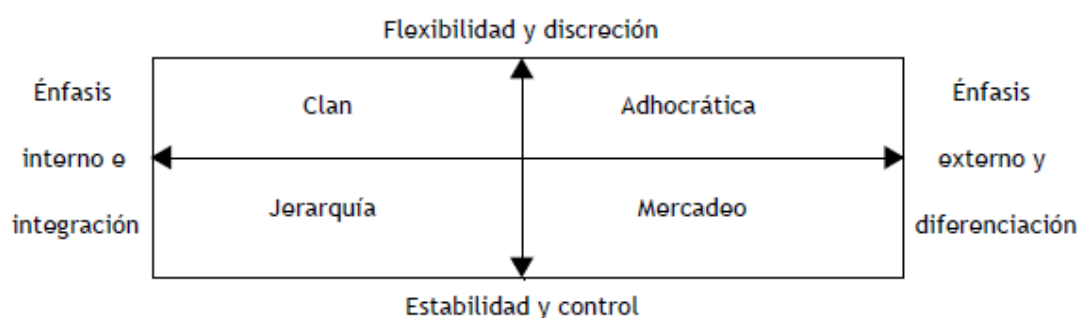 Flexibilidad y discreción
Énfasis
interno e
integración
Clan
Adhocrática
Jerarquía
Mercadeo
Énfasis
externo y
diferenciación
Estabilidad y control